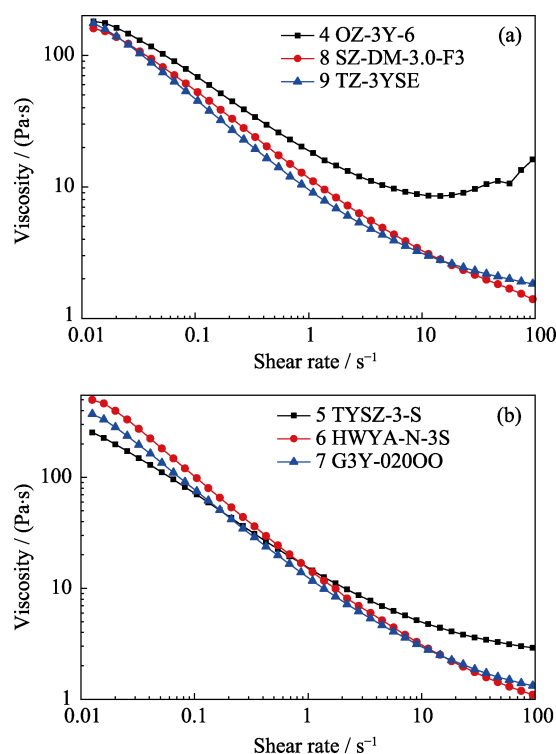 (a)
4 OZ-3Y-6
8 SZ-DM-3.0-F3
9 TZ-3YSE
Viscosity / (Pa·s)
100
10
1
0.01 0.1 1 10 100
Shear rate / s⁻¹
(b)
5 TYSZ-3-S
6 HWYA-N-3S
7 G3Y-020OO
Viscosity / (Pa·s)
100
10
1
0.01 0.1 1 10 100
Shear rate / s⁻¹